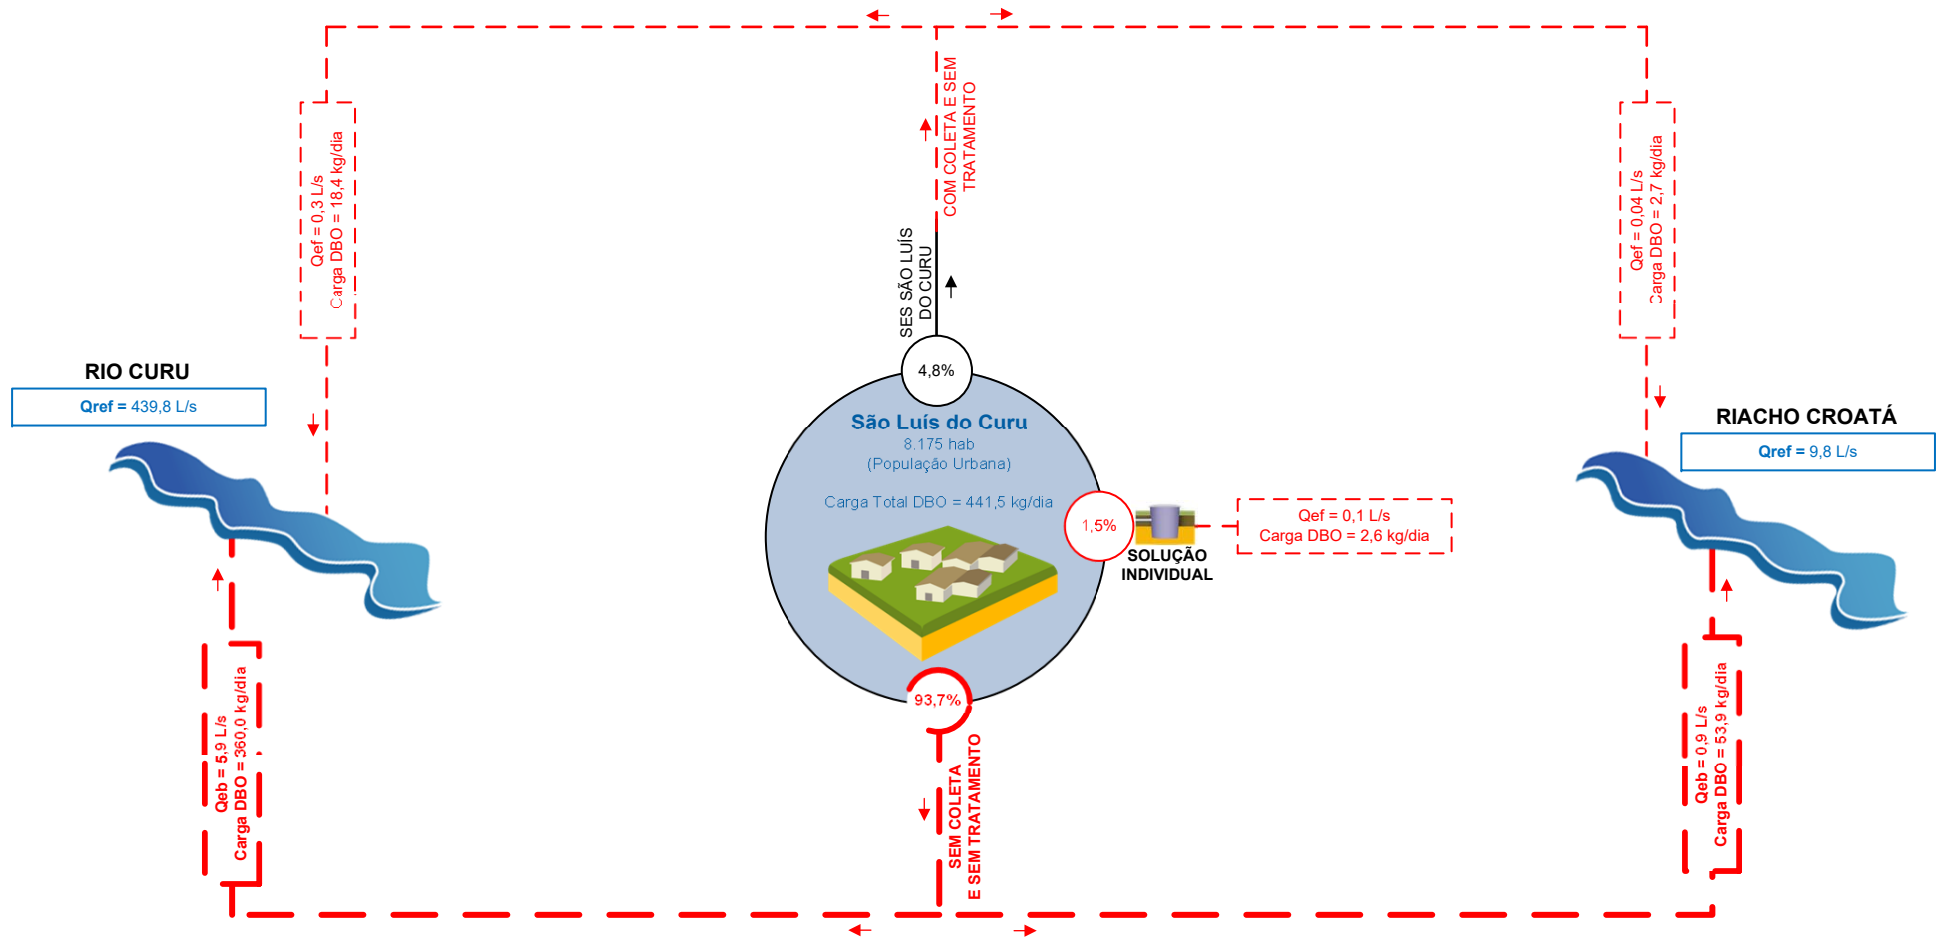 COM COLETA E SEM
TRATAMENTO
Qef = 0,3 L/s
Carga DBO = 18,4 kg/dia
Qef = 0,04 L/s
Carga DBO = 2,7 kg/dia
SES SÃO LUÍS
DO CURU
4,8%
RIO CURU
Qref = 439,8 L/s
RIACHO CROATÁ
Qref = 9,8 L/s
São Luís do Curu
8.175 hab
(População Urbana)
Carga Total DBO = 441,5 kg/dia
1,5%
SOLUÇÃO
INDIVIDUAL
Qef = 0,1 L/s
Carga DBO = 2,6 kg/dia
93,7%
SEM COLETA
E SEM TRATAMENTO
Qeb = 5,9 L/s
Carga DBO = 360,0 kg/dia
Qeb = 0,9 L/s
Carga DBO = 53,9 kg/dia